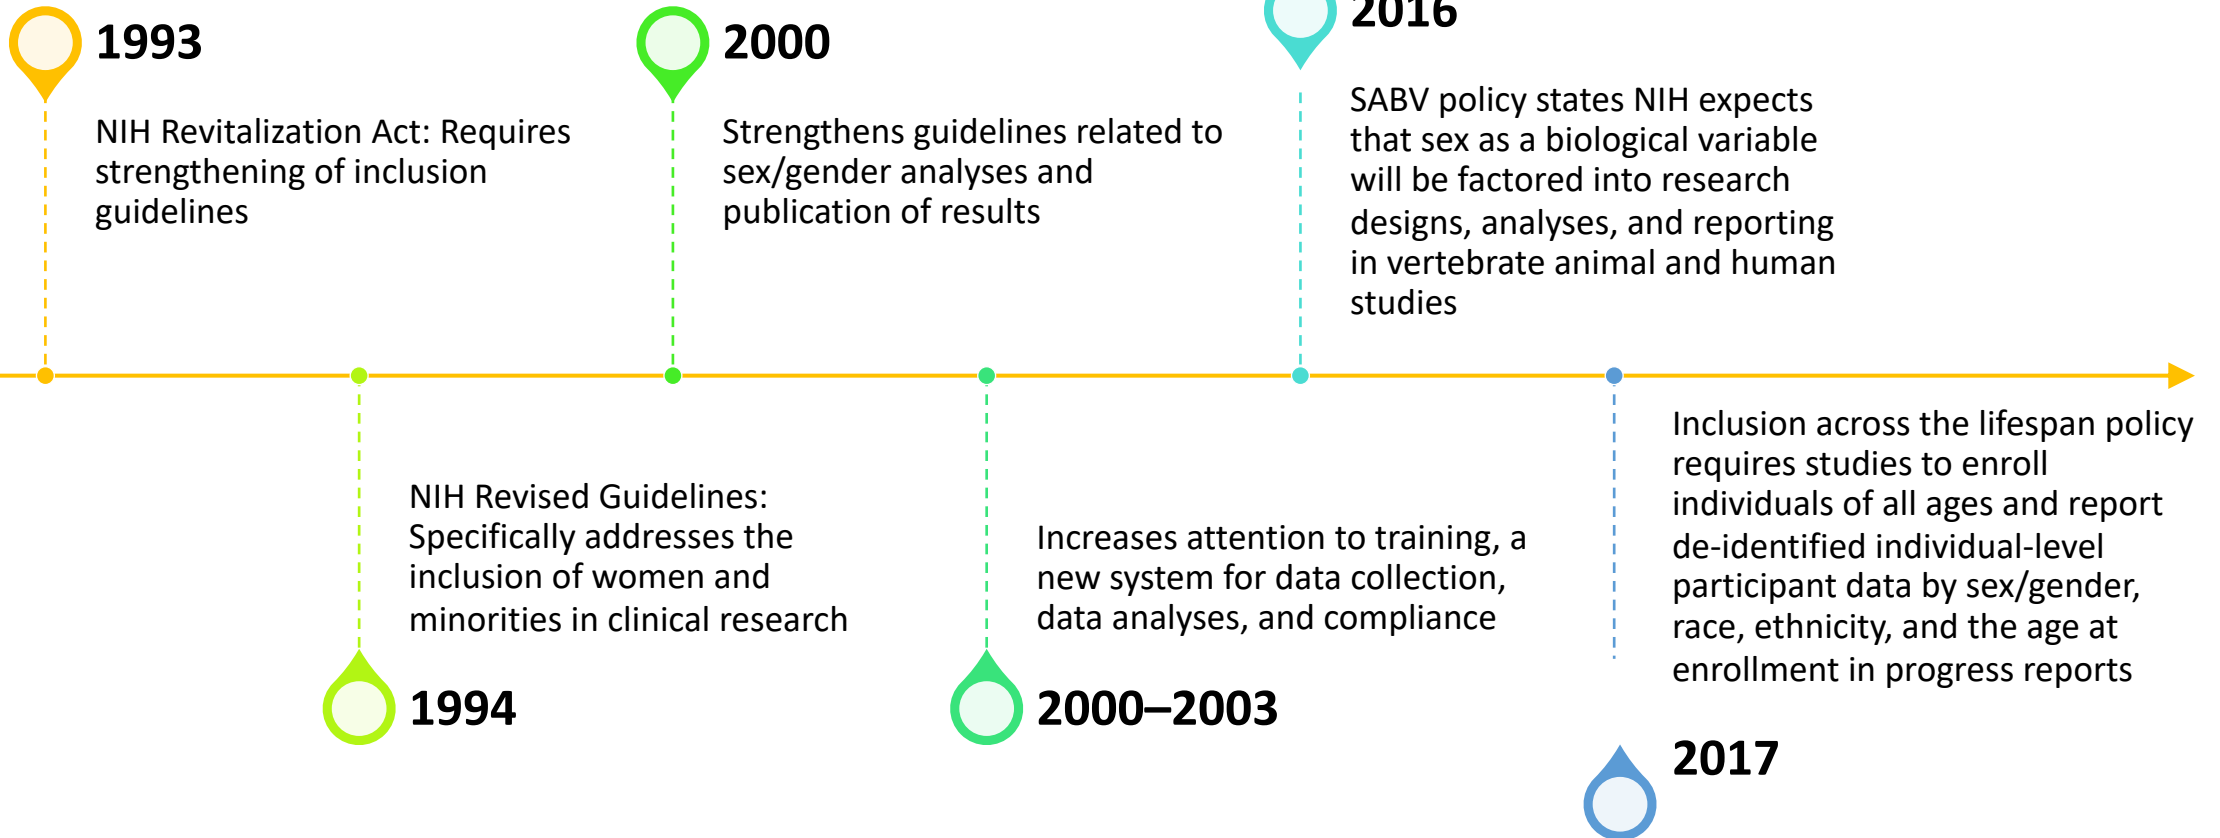 1993
NIH Revitalization Act: Requires
strengthening of inclusion
guidelines
NIH Revised Guidelines:
Specifically addresses the
inclusion of women and
minorities in clinical research
1994
2000
Strengthens guidelines related to
sex/gender analyses and
publication of results
Increases attention to training, a
new system for data collection,
data analyses, and compliance
2000–2003
2016
SABV policy states NIH expects
that sex as a biological variable
will be factored into research
designs, analyses, and reporting
in vertebrate animal and human
studies
Inclusion across the lifespan policy
requires studies to enroll
individuals of all ages and report
de-identified individual-level
participant data by sex/gender,
race, ethnicity, and the age at
enrollment in progress reports
2017